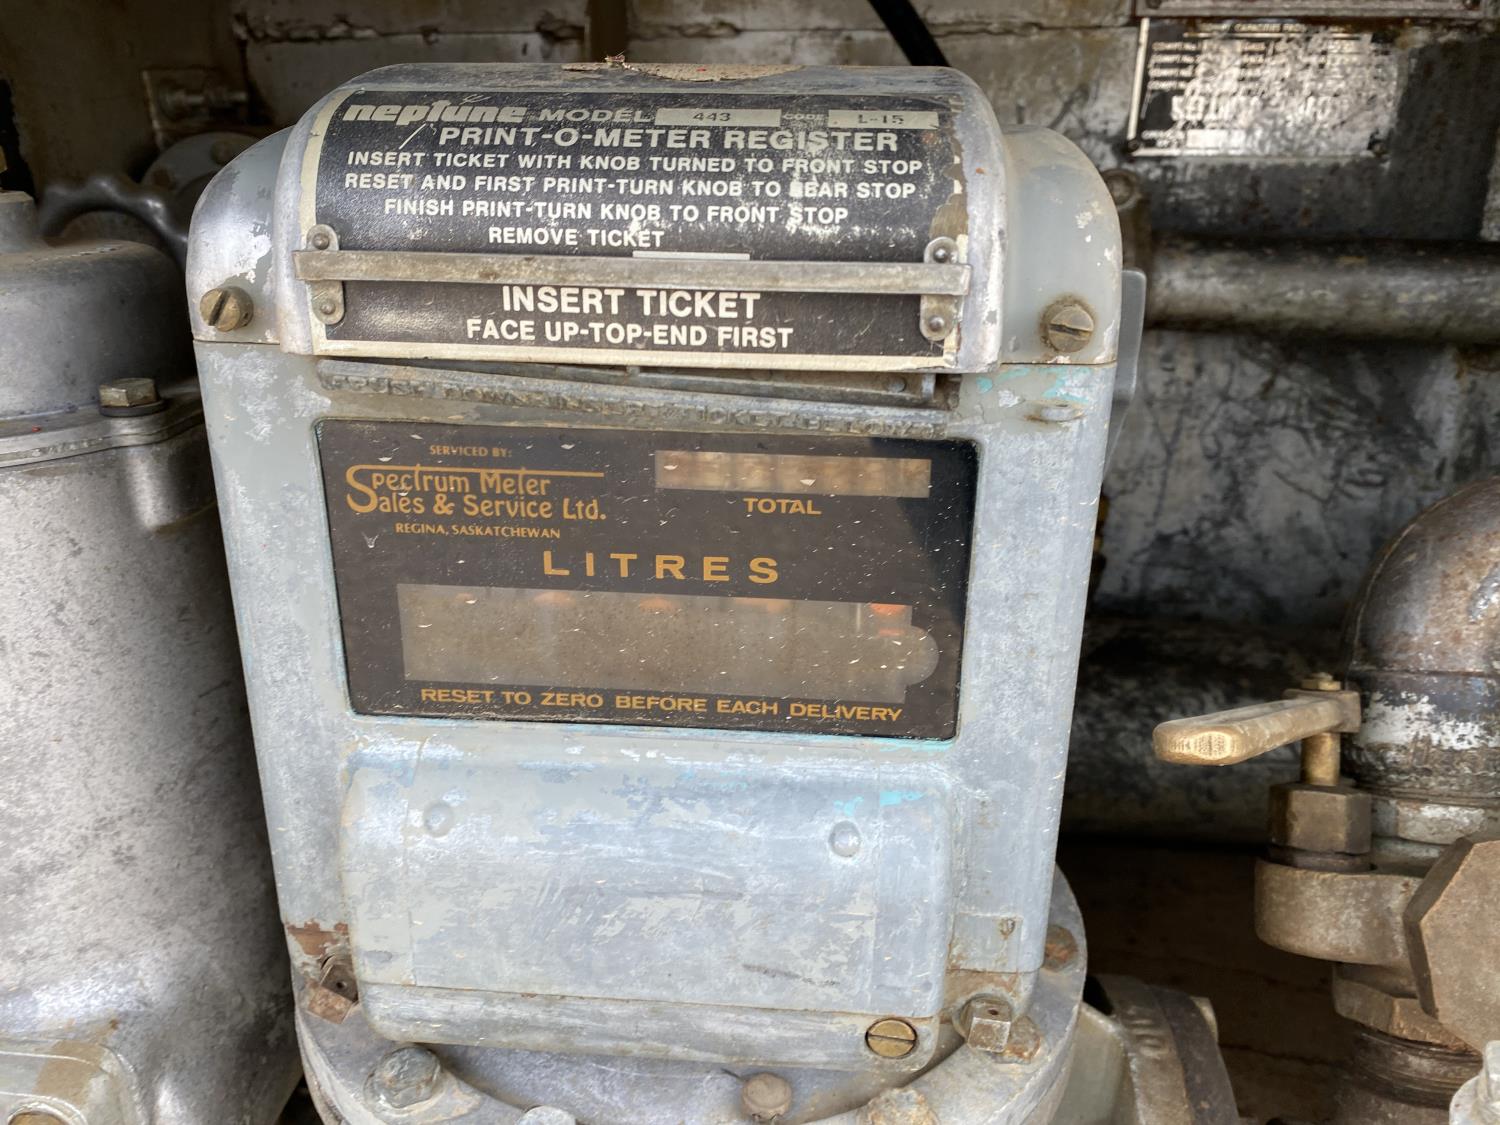 neptune MODEL 443 CODE L-15
PRINT-O-METER REGISTER
INSERT TICKET WITH KNOB TURNED TO FRONT STOP
RESET AND FIRST PRINT-TURN KNOB TO REAR STOP
FINISH PRINT-TURN KNOB TO FRONT STOP
REMOVE TICKET
INSERT TICKET
FACE UP-TOP-END FIRST
SERVICED BY:
Spectrum Meter
Sales & Service Ltd.
REGINA, SASKATCHEWAN
TOTAL
LITRES
RESET TO ZERO BEFORE EACH DELIVERY